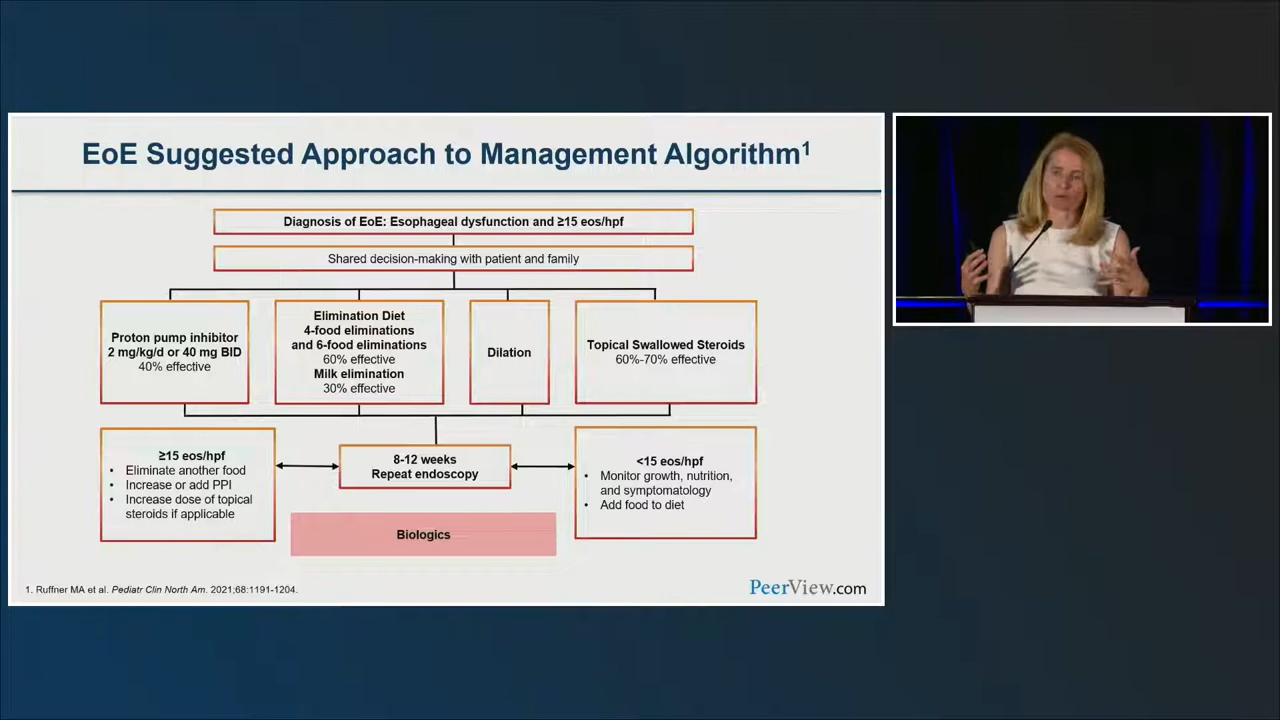 EoE Suggested Approach to Management Algorithm1
Diagnosis of EoE: Esophageal dysfunction and ≥15 eos/hpf
Shared decision-making with patient and family
Proton pump inhibitor
2 mg/kg/d or 40 mg BID
40% effective
Elimination Diet
4-food eliminations
and 6-food eliminations
60% effective
Milk elimination
30% effective
Dilation
Topical Swallowed Steroids
60%-70% effective
≥15 eos/hpf
• Eliminate another food
• Increase or add PPI
• Increase dose of topical
steroids if applicable
8-12 weeks
Repeat endoscopy
<15 eos/hpf
• Monitor growth, nutrition,
and symptomatology
• Add food to diet
Biologics
1. Ruffner MA et al. Pediatr Clin North Am. 2021;68:1191-1204.
PeerView.com